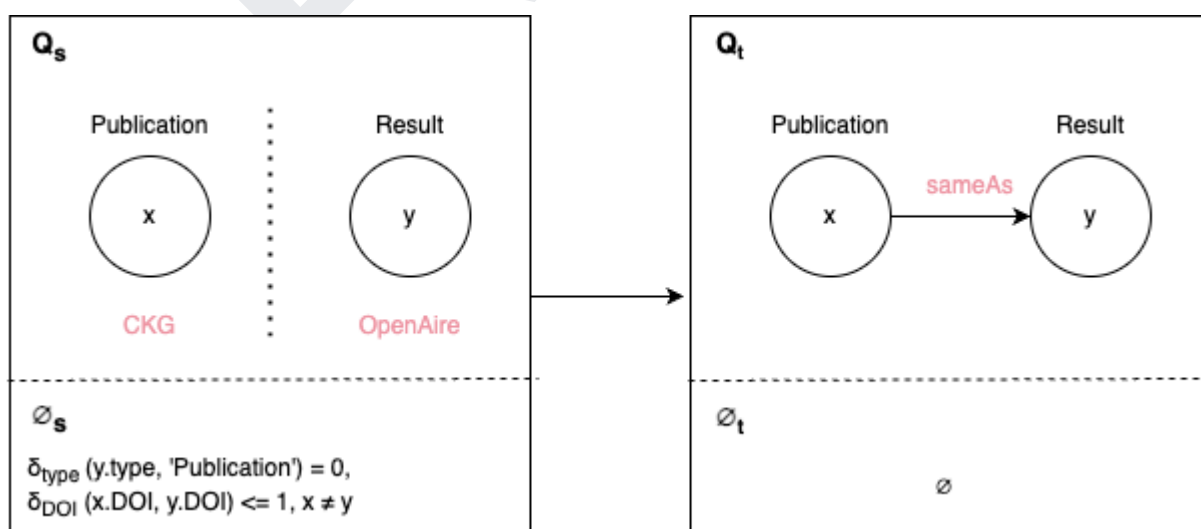 Qs
Publication
Result
x
y
CKG
OpenAire
∅s
δtype (y.type, 'Publication') = 0,
δDOI (x.DOI, y.DOI) <= 1, x ≠ y
Qt
Publication
Result
x
sameAs
y
∅t
∅